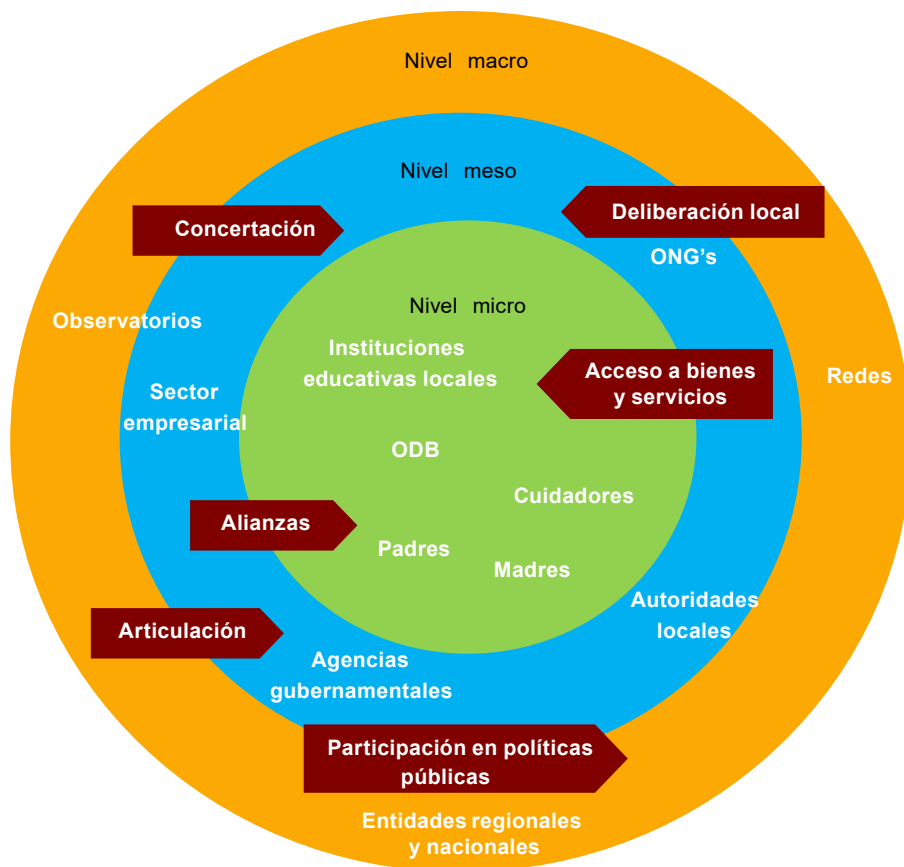 Nivel macro
Nivel meso
Deliberación local
Concertación
ONG's
Nivel micro
Observatorios
Instituciones
educativas locales
Acceso a bienes
y servicios
Redes
Sector
empresarial
ODB
Cuidadores
Alianzas
Padres
Madres
Autoridades
locales
Articulación
Agencias
gubernamentales
Participación en políticas
públicas
Entidades regionales
y nacionales